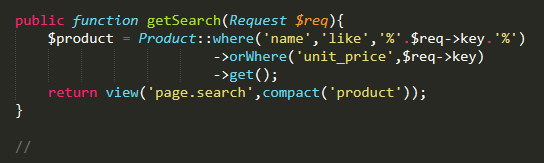 public function getSearch(Request $req){
$product = Product::where('name','like','%'.$req->key.'%')
->orWhere('unit_price',$req->key)
->get();
return view('page.search',compact('product'));
}
//